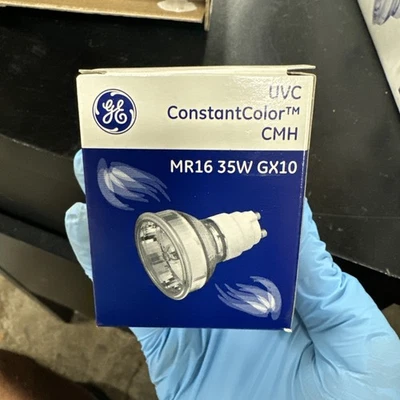 GE
UVC
ConstantColor™
CMH
MR16 35W GX10